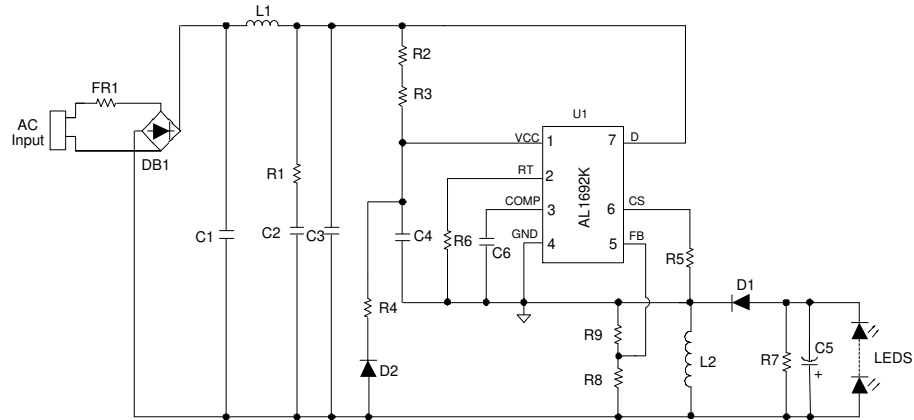 L1
R2
FR1
R3
U1
AC
Input
VCC
1
7
D
DB1
RT
2
R1
AL1692K
COMP
3
6
CS
C1
C2
C3
C4
R6
C6
GND
4
5
FB
R5
D1
R4
R9
C5
+
R7
LEDS
L2
D2
R8